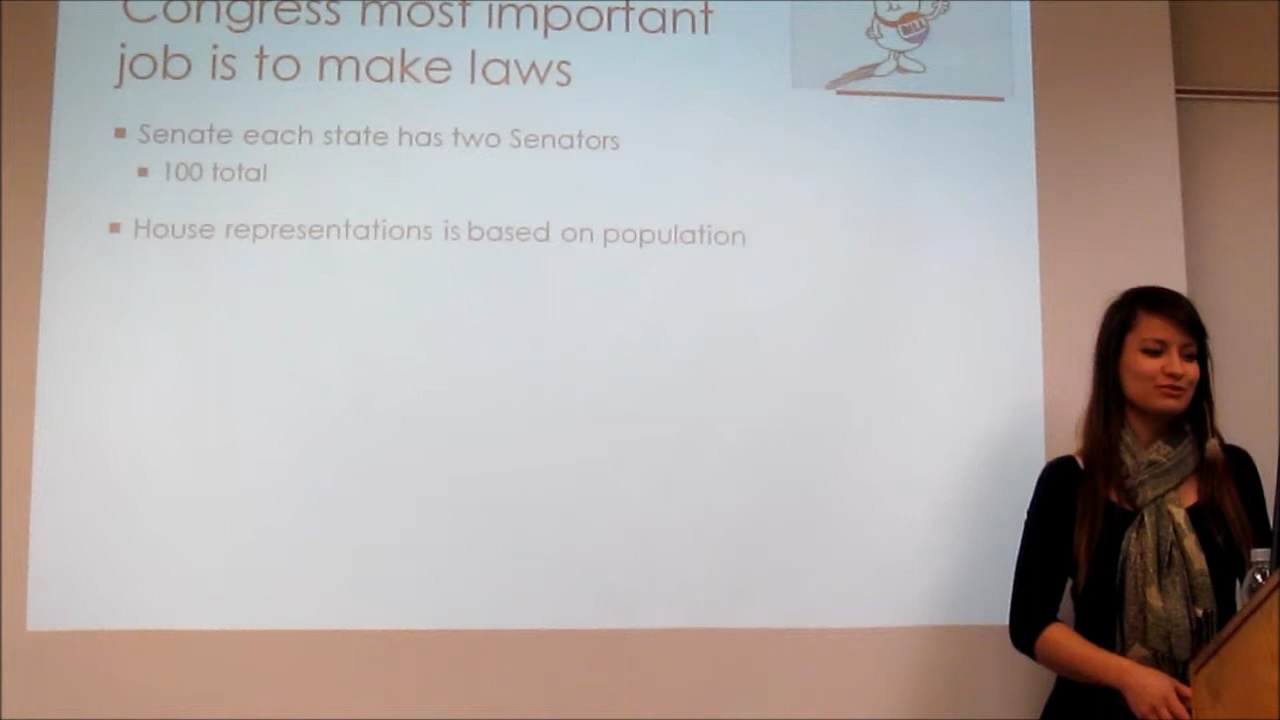 Congress most important
job is to make laws
BILL
Senate each state has two Senators
100 total
House representations is based on population